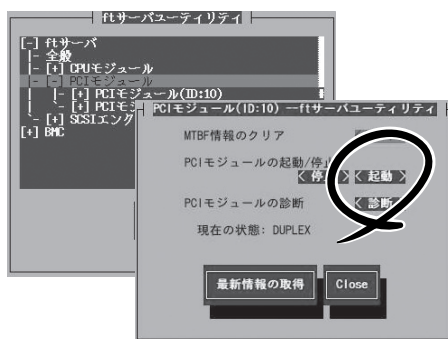 ftサーバユーティリティ
[-] ftサーバ
|- 全般
|- [+] CPUモジュール
|- [-] PCIモジュール
| |- [+] PCIモジュール(ID:10)
| `- [+] PCIモジ
`- [+] SCSIエンク
[+] BMC
PCIモジュール(ID:10) --ftサーバユーティリティ
MTBF情報のクリア
PCIモジュールの起動/停止
< 停 > < 起動 >
PCIモジュールの診断 < 診断
現在の状態: DUPLEX
最新情報の取得 Close